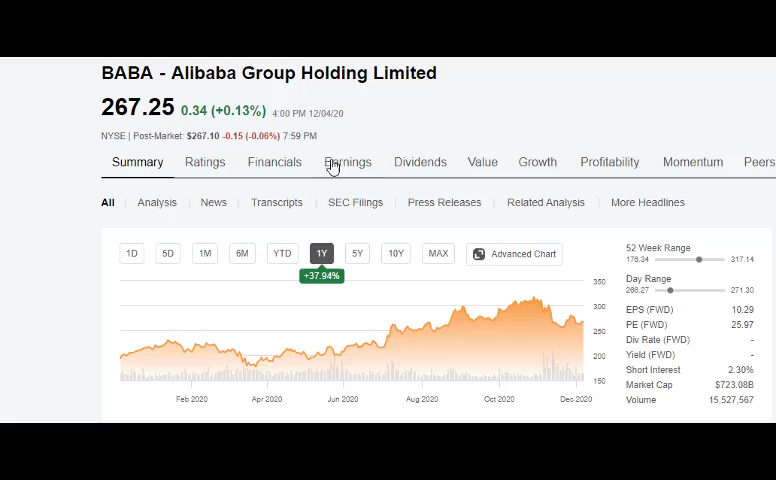 BABA - Alibaba Group Holding Limited
267.25 0.34 (+0.13%) 4:00 PM 12/04/20
NYSE | Post-Market: $267.10 -0.15 (-0.06%) 7:59 PM
Summary Ratings Financials Earnings Dividends Value Growth Profitability Momentum Peers
All Analysis News Transcripts SEC Filings Press Releases Related Analysis More Headlines
1D 5D 1M 6M YTD 1Y 5Y 10Y MAX Advanced Chart
+37.94%
350
300
250
200
150
Feb 2020 Apr 2020 Jun 2020 Aug 2020 Oct 2020 Dec 2020
52 Week Range
176.34 317.14
Day Range
266.27 271.30
EPS (FWD) 10.29
PE (FWD) 25.97
Div Rate (FWD) -
Yield (FWD) -
Short Interest 2.30%
Market Cap $723.08B
Volume 15,527,567